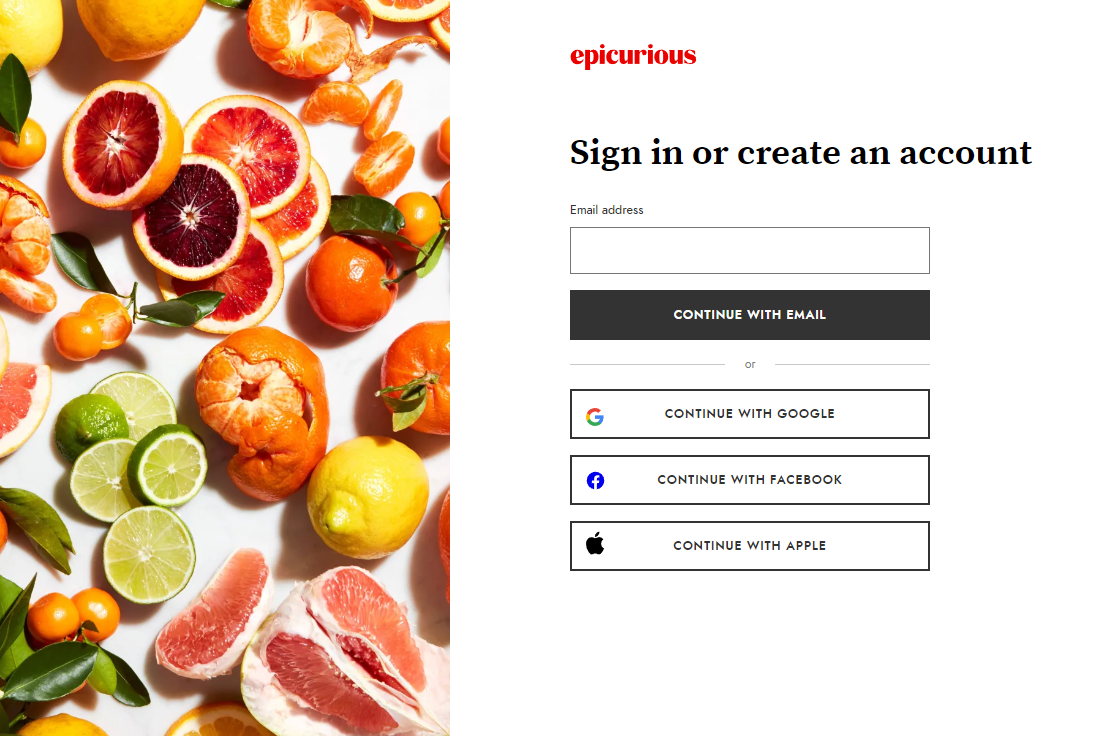 epicurious
Sign in or create an account
Email address
CONTINUE WITH EMAIL
or
CONTINUE WITH GOOGLE
CONTINUE WITH FACEBOOK
CONTINUE WITH APPLE